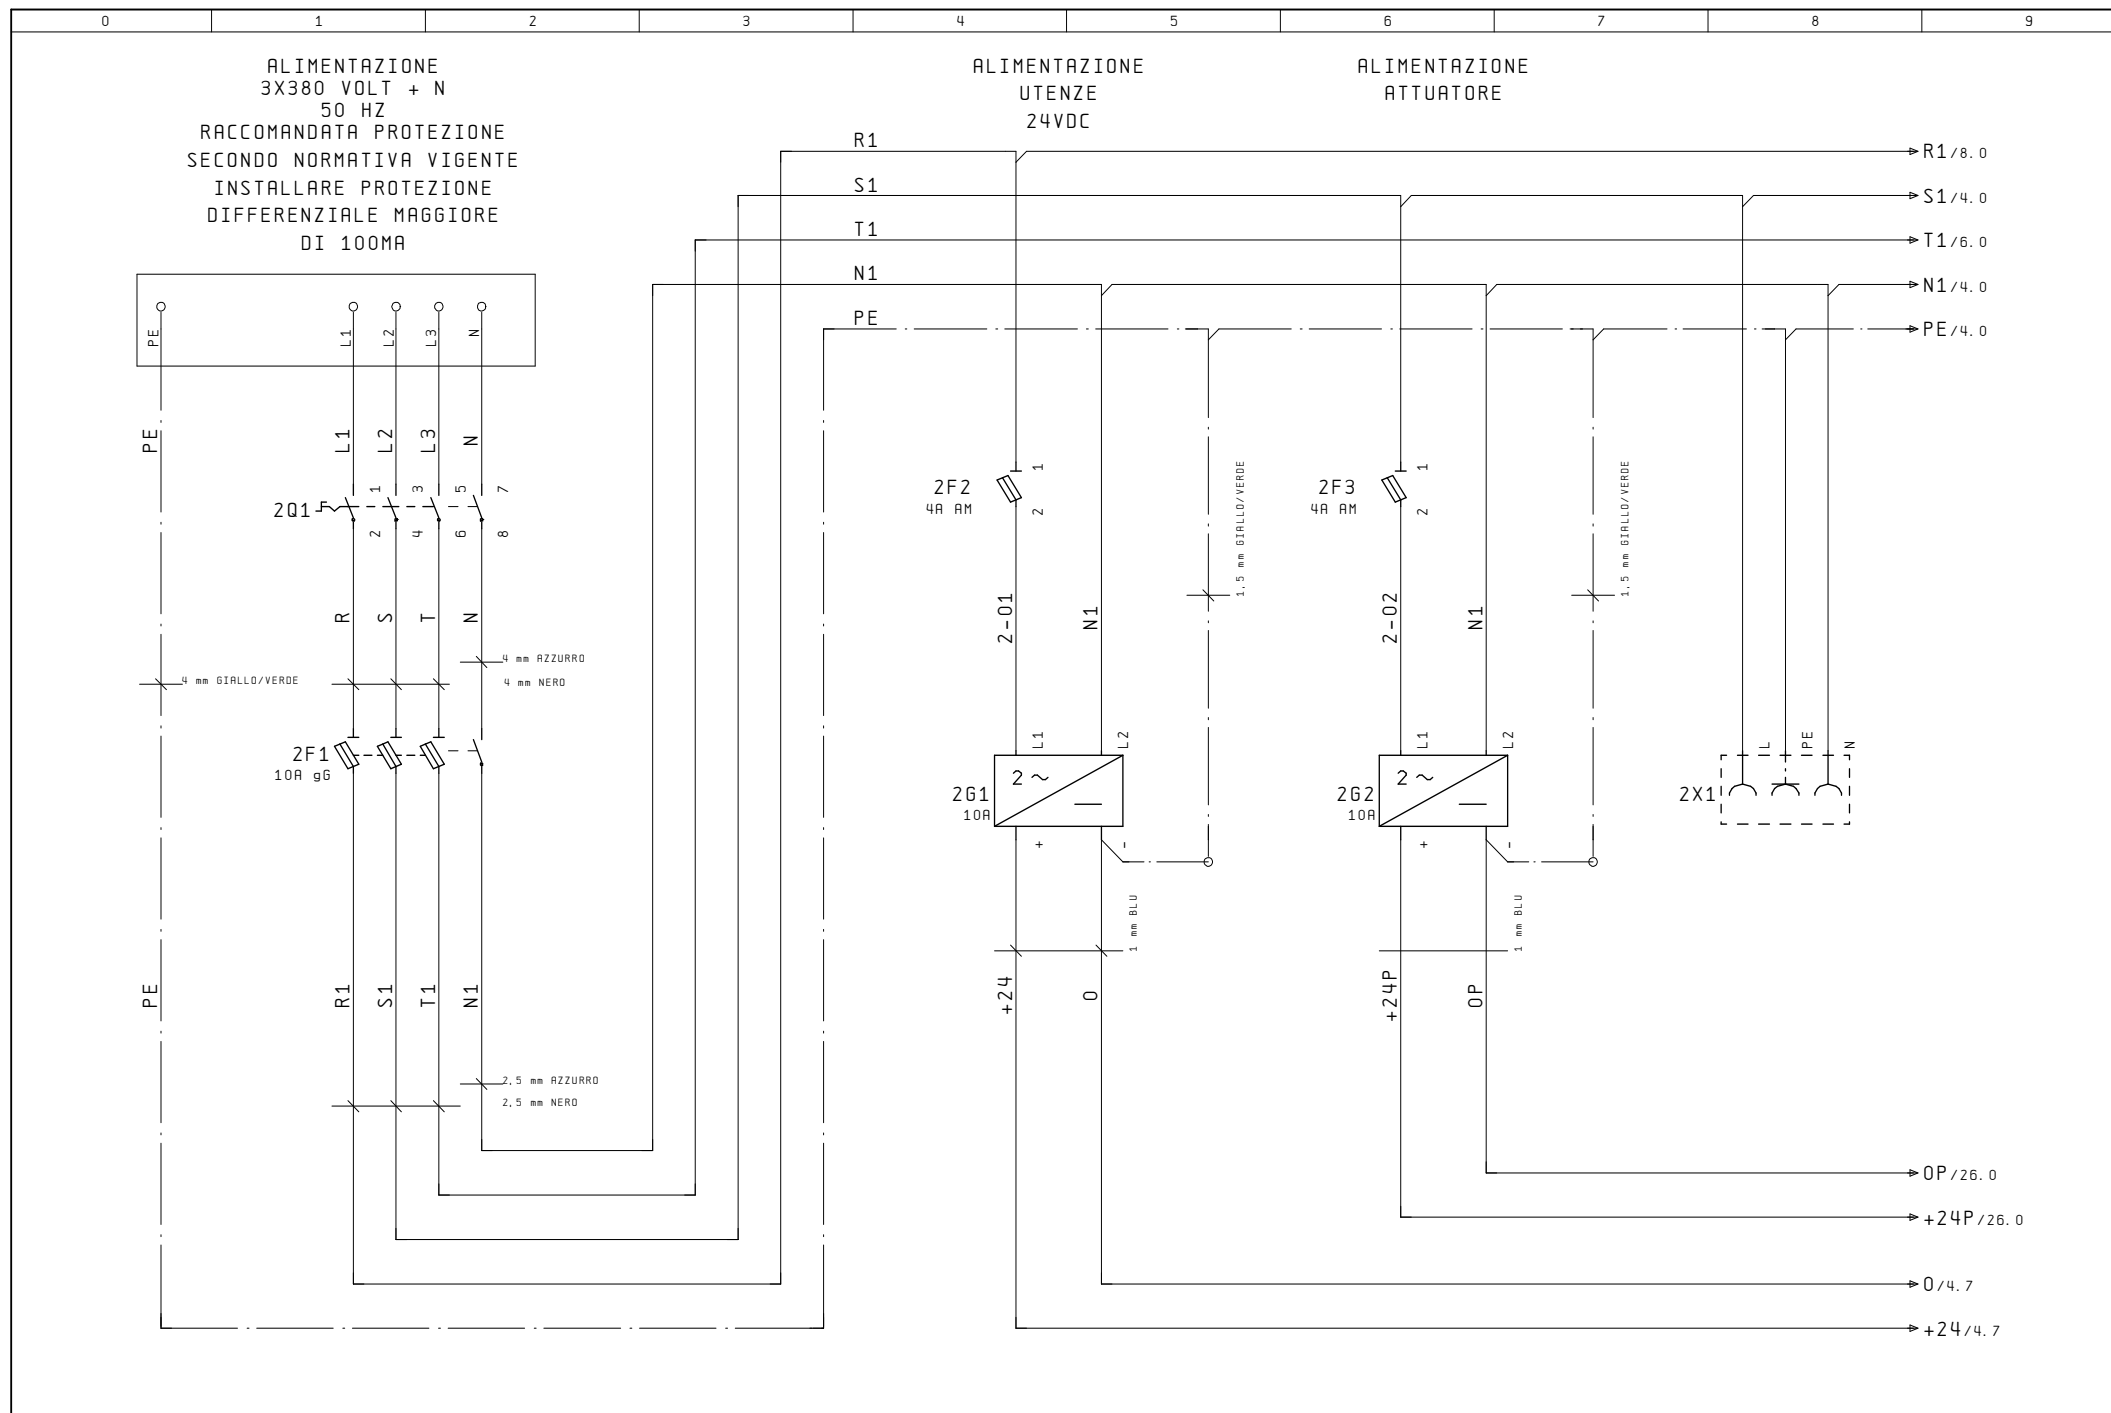 0 1 2 3 4 5 6 7 8 9
ALIMENTAZIONE
3X380 VOLT + N
50 HZ
RACCOMANDATA PROTEZIONE
SECONDO NORMATIVA VIGENTE
INSTALLARE PROTEZIONE
DIFFERENZIALE MAGGIORE
DI 100MA
ALIMENTAZIONE
UTENZE
24VDC
ALIMENTAZIONE
ATTUATORE
R1
R1/8.0
S1
S1/4.0
T1
T1/6.0
N1
N1/4.0
PE
PE/4.0
PE L1 L2 L3 N
PE L1 L2 L3 N
2Q1
1 3 5 7
2 4 6 8
R S T N
4 mm AZZURRO
4 mm GIALLO/VERDE
4 mm NERO
2F1
10A gG
PE R1 S1 T1 N1
2,5 mm AZZURRO
2,5 mm NERO
2F2
4A AM
1
2
1,5 mm GIALLO/VERDE
2-01
N1
L1 L2
2G1
10A
2 ~
+ -
1 mm BLU
+24
0
2F3
4A AM
1
2
1,5 mm GIALLO/VERDE
2-02
N1
L1 L2
2G2
10A
2 ~
+ -
1 mm BLU
+24P
0P
L PE N
2X1
0P/26.0
+24P/26.0
0/4.7
+24/4.7